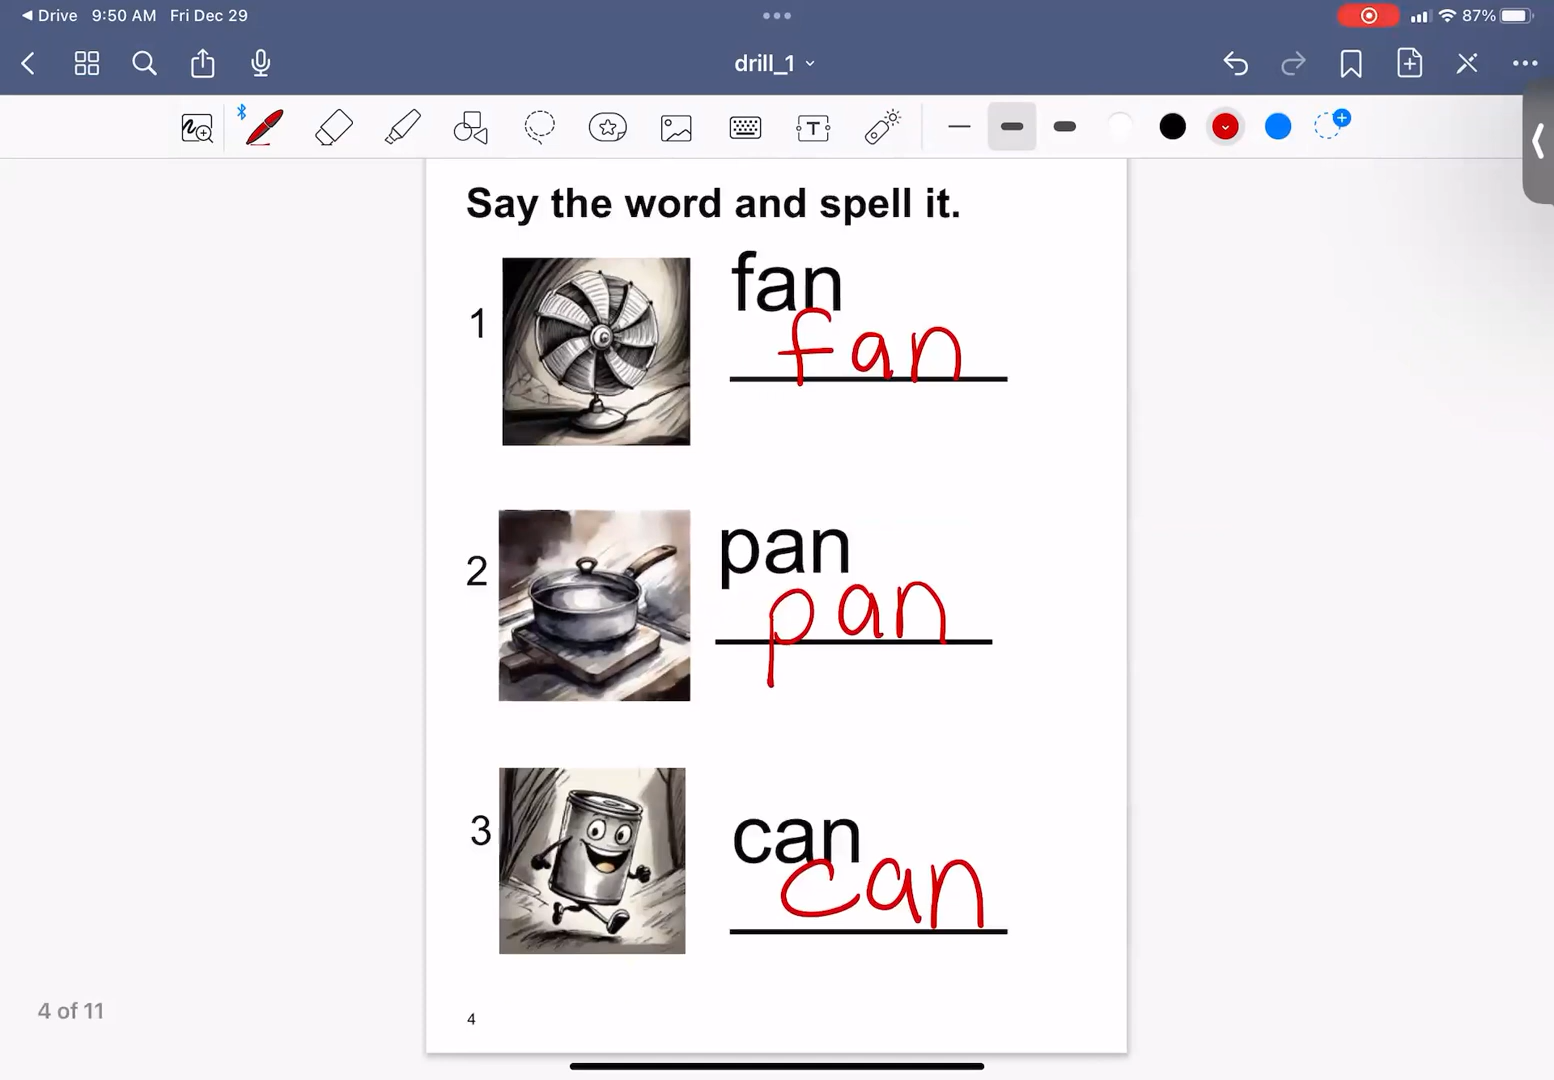 Drive 9:50 AM Fri Dec 29
87%
drill_1
T
Say the word and spell it.
1
fan
fan
2
pan
pan
3
can
can
4 of 11
4